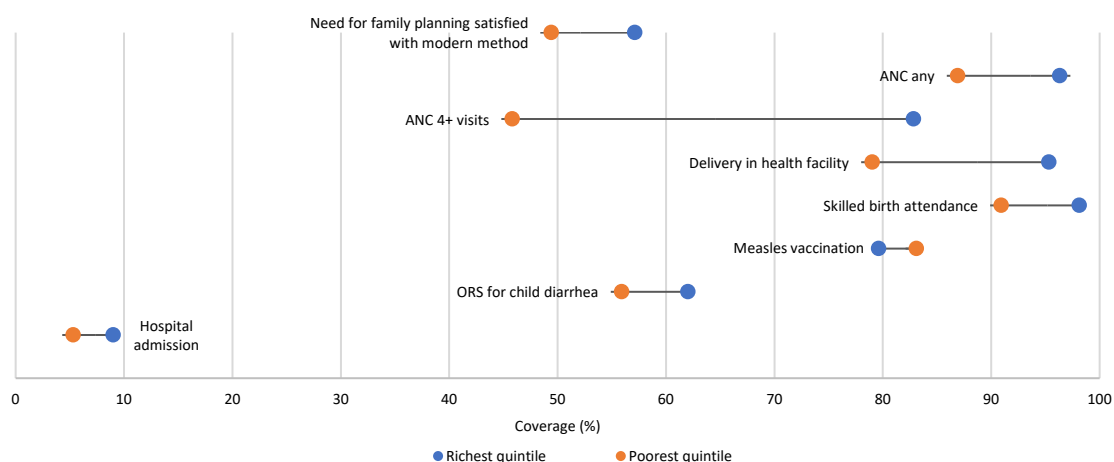 Need for family planning satisfied
with modern method
ANC any
ANC 4+ visits
Delivery in health facility
Skilled birth attendance
Measles vaccination
ORS for child diarrhea
Hospital
admission
0 10 20 30 40 50 60 70 80 90 100
Coverage (%)
Richest quintile Poorest quintile